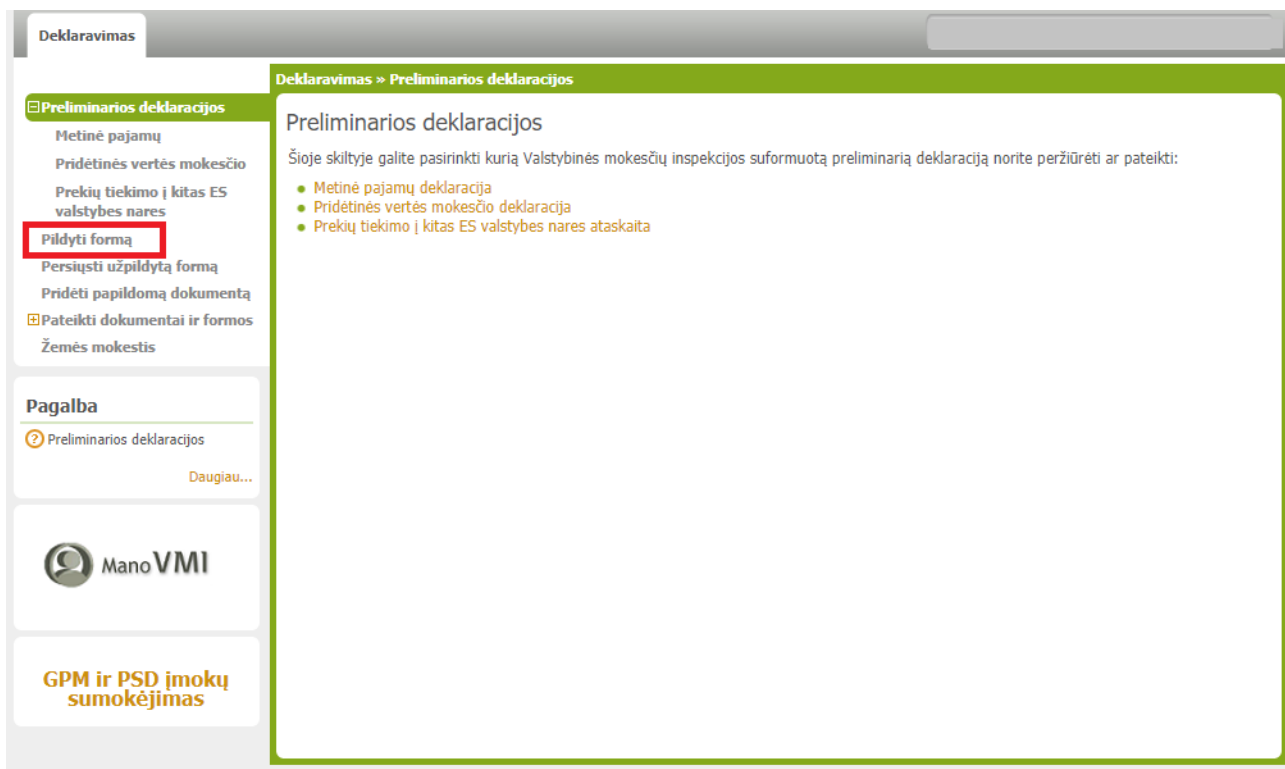 Deklaravimas
Deklaravimas » Preliminarios deklaracijos
Preliminarios deklaracijos
Metinė pajamų
Pridėtinės vertės mokesčio
Prekių tiekimo į kitas ES
valstybes nares
Pildyti formą
Persiųsti užpildytą formą
Pridėti papildomą dokumentą
Pateikti dokumentai ir formos
Žemės mokestis
Pagalba
Preliminarios deklaracijos
Daugiau...
Mano VMI
GPM ir PSD įmokų
sumokėjimas
Preliminarios deklaracijos
Šioje skiltyje galite pasirinkti kurią Valstybinės mokesčių inspekcijos suformuotą preliminarią deklaraciją norite peržiūrėti ar pateikti:
Metinė pajamų deklaracija
Pridėtinės vertės mokesčio deklaracija
Prekių tiekimo į kitas ES valstybes nares ataskaita